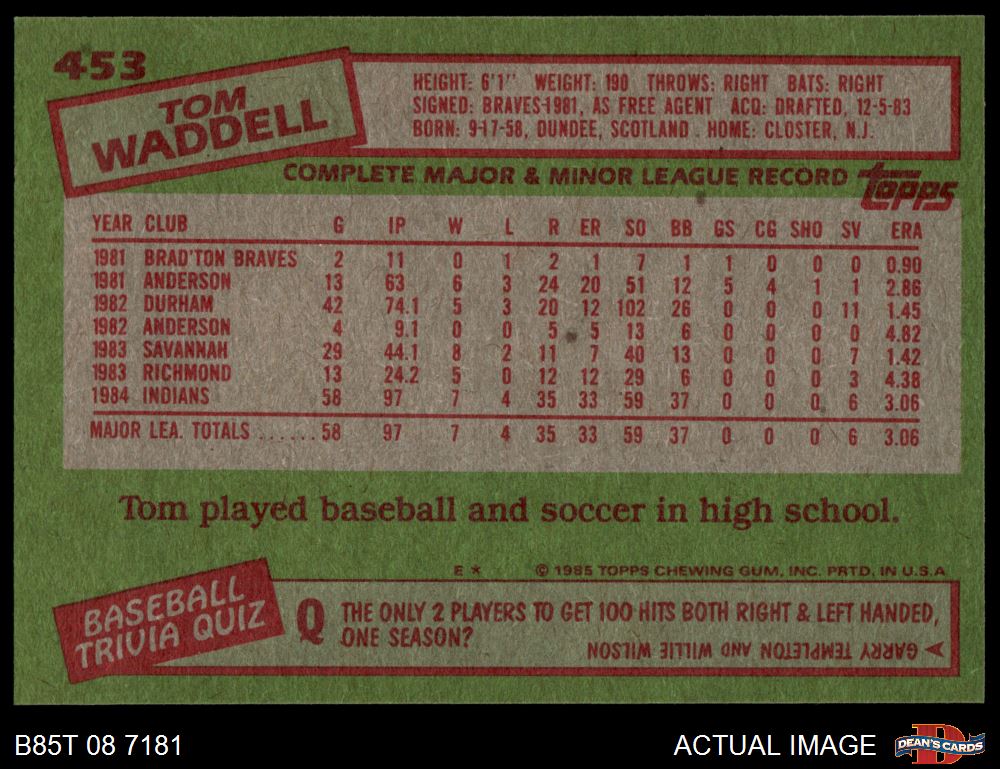 453
TOM
WADDELL
HEIGHT: 6'1" WEIGHT: 190 THROWS: RIGHT BATS: RIGHT
SIGNED: BRAVES-1981, AS FREE AGENT ACQ: DRAFTED, 12-5-83
BORN: 9-17-58, DUNDEE, SCOTLAND . HOME: CLOSTER, N.J.
COMPLETE MAJOR & MINOR LEAGUE RECORD topps
YEAR CLUB G IP W L R ER SO BB GS CG SHO SV ERA
1981 BRAD'TON BRAVES 2 11 0 1 2 1 7 1 1 0 0 0 0.90
1981 ANDERSON 13 63 6 3 24 20 51 12 5 4 1 1 2.86
1982 DURHAM 42 74.1 5 3 20 12 102 26 0 0 0 11 1.45
1982 ANDERSON 4 9.1 0 0 5 5 13 6 0 0 0 0 4.82
1983 SAVANNAH 29 44.1 8 2 11 7 40 13 0 0 0 7 1.42
1983 RICHMOND 13 24.2 5 0 12 12 29 6 0 0 0 3 4.38
1984 INDIANS 58 97 7 4 35 33 59 37 0 0 0 6 3.06
MAJOR LEA. TOTALS ...... 58 97 7 4 35 33 59 37 0 0 0 6 3.06
Tom played baseball and soccer in high school.
E * © 1985 TOPPS CHEWING GUM, INC. PRTD. IN U.S.A
BASEBALL
TRIVIA QUIZ
Q THE ONLY 2 PLAYERS TO GET 100 HITS BOTH RIGHT & LEFT HANDED,
ONE SEASON?
GARRY TEMPLETON AND WILLIE WILSON
B85T 08 7181
ACTUAL IMAGE
D
DEAN'S CARDS